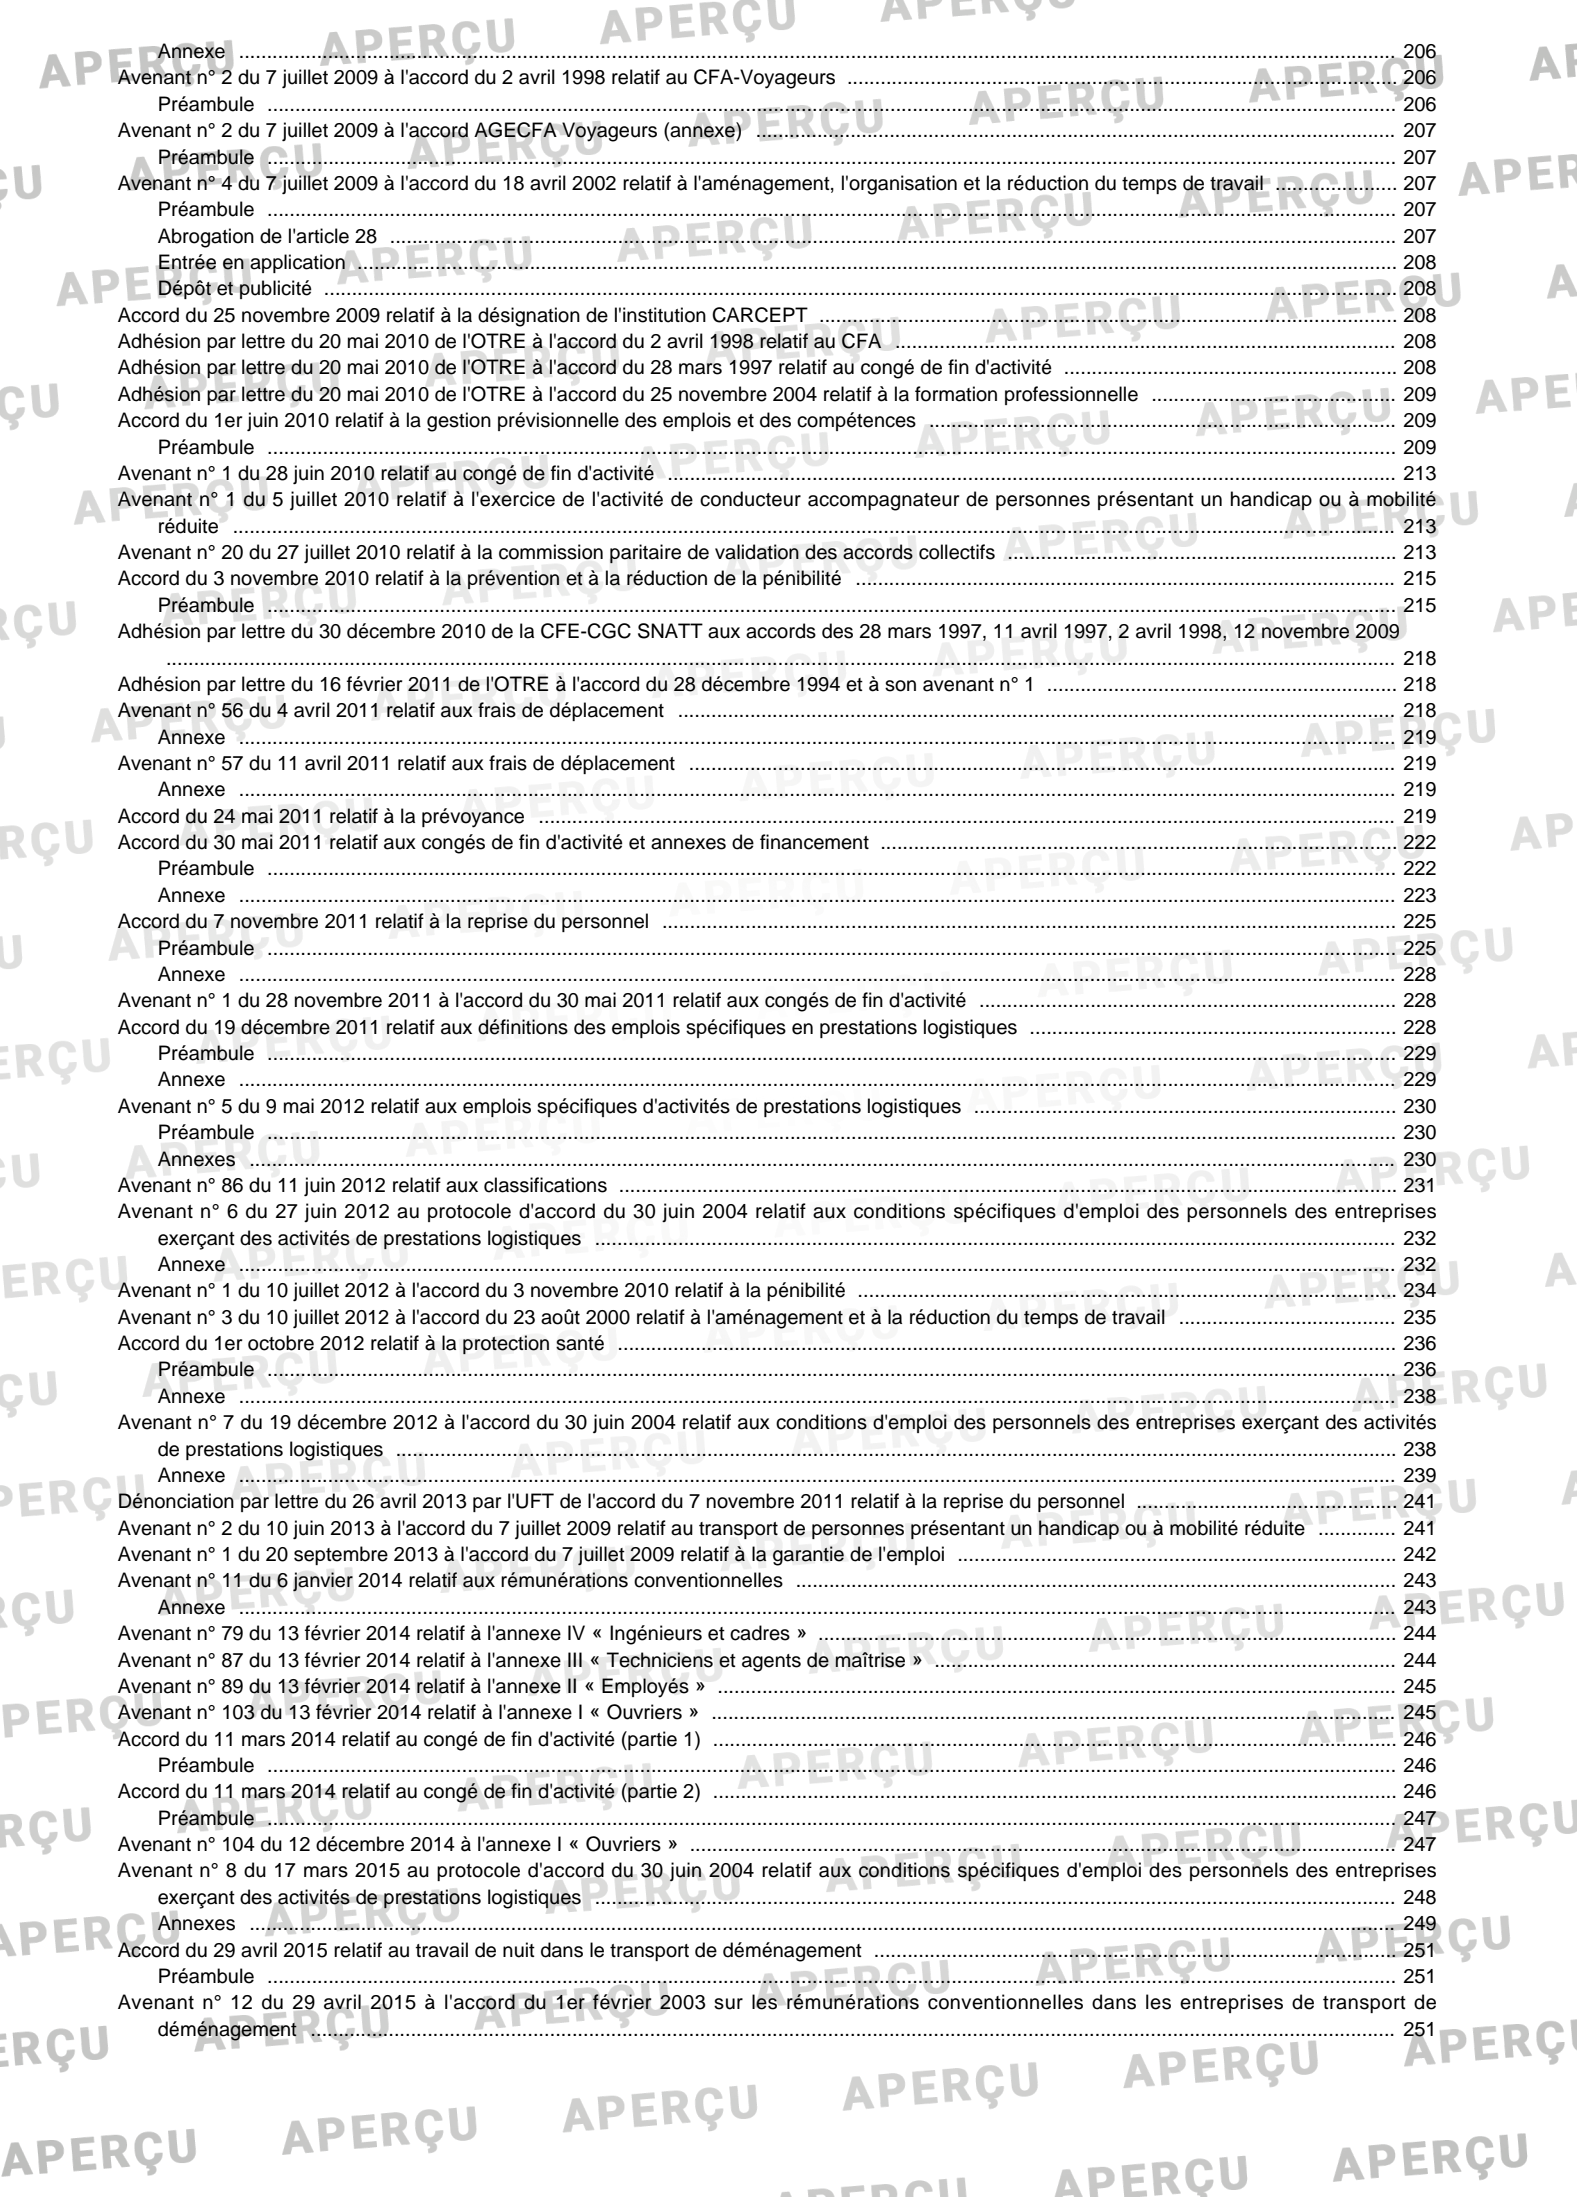 Annexe ........ 206
Avenant n° 2 du 7 juillet 2009 à l'accord du 2 avril 1998 relatif au CFA-Voyageurs ........ 206
Préambule ........ 206
Avenant n° 2 du 7 juillet 2009 à l'accord AGECFA Voyageurs (annexe) ........ 207
Préambule ........ 207
Avenant n° 4 du 7 juillet 2009 à l'accord du 18 avril 2002 relatif à l'aménagement, l'organisation et la réduction du temps de travail ........ 207
Préambule ........ 207
Abrogation de l'article 28 ........ 207
Entrée en application ........ 208
Dépôt et publicité ........ 208
Accord du 25 novembre 2009 relatif à la désignation de l'institution CARCEPT ........ 208
Adhésion par lettre du 20 mai 2010 de l'OTRE à l'accord du 2 avril 1998 relatif au CFA ........ 208
Adhésion par lettre du 20 mai 2010 de l'OTRE à l'accord du 28 mars 1997 relatif au congé de fin d'activité ........ 208
Adhésion par lettre du 20 mai 2010 de l'OTRE à l'accord du 25 novembre 2004 relatif à la formation professionnelle ........ 209
Accord du 1er juin 2010 relatif à la gestion prévisionnelle des emplois et des compétences ........ 209
Préambule ........ 209
Avenant n° 1 du 28 juin 2010 relatif au congé de fin d'activité ........ 213
Avenant n° 1 du 5 juillet 2010 relatif à l'exercice de l'activité de conducteur accompagnateur de personnes présentant un handicap ou à mobilité
réduite ........ 213
Avenant n° 20 du 27 juillet 2010 relatif à la commission paritaire de validation des accords collectifs ........ 213
Accord du 3 novembre 2010 relatif à la prévention et à la réduction de la pénibilité ........ 215
Préambule ........ 215
Adhésion par lettre du 30 décembre 2010 de la CFE-CGC SNATT aux accords des 28 mars 1997, 11 avril 1997, 2 avril 1998, 12 novembre 2009
........ 218
Adhésion par lettre du 16 février 2011 de l'OTRE à l'accord du 28 décembre 1994 et à son avenant n° 1 ........ 218
Avenant n° 56 du 4 avril 2011 relatif aux frais de déplacement ........ 218
Annexe ........ 219
Avenant n° 57 du 11 avril 2011 relatif aux frais de déplacement ........ 219
Annexe ........ 219
Accord du 24 mai 2011 relatif à la prévoyance ........ 219
Accord du 30 mai 2011 relatif aux congés de fin d'activité et annexes de financement ........ 222
Préambule ........ 222
Annexe ........ 223
Accord du 7 novembre 2011 relatif à la reprise du personnel ........ 225
Préambule ........ 225
Annexe ........ 228
Avenant n° 1 du 28 novembre 2011 à l'accord du 30 mai 2011 relatif aux congés de fin d'activité ........ 228
Accord du 19 décembre 2011 relatif aux définitions des emplois spécifiques en prestations logistiques ........ 228
Préambule ........ 229
Annexe ........ 229
Avenant n° 5 du 9 mai 2012 relatif aux emplois spécifiques d'activités de prestations logistiques ........ 230
Préambule ........ 230
Annexes ........ 230
Avenant n° 86 du 11 juin 2012 relatif aux classifications ........ 231
Avenant n° 6 du 27 juin 2012 au protocole d'accord du 30 juin 2004 relatif aux conditions spécifiques d'emploi des personnels des entreprises
exerçant des activités de prestations logistiques ........ 232
Annexe ........ 232
Avenant n° 1 du 10 juillet 2012 à l'accord du 3 novembre 2010 relatif à la pénibilité ........ 234
Avenant n° 3 du 10 juillet 2012 à l'accord du 23 août 2000 relatif à l'aménagement et à la réduction du temps de travail ........ 235
Accord du 1er octobre 2012 relatif à la protection santé ........ 236
Préambule ........ 236
Annexe ........ 238
Avenant n° 7 du 19 décembre 2012 à l'accord du 30 juin 2004 relatif aux conditions d'emploi des personnels des entreprises exerçant des activités
de prestations logistiques ........ 238
Annexe ........ 239
Dénonciation par lettre du 26 avril 2013 par l'UFT de l'accord du 7 novembre 2011 relatif à la reprise du personnel ........ 241
Avenant n° 2 du 10 juin 2013 à l'accord du 7 juillet 2009 relatif au transport de personnes présentant un handicap ou à mobilité réduite ........ 241
Avenant n° 1 du 20 septembre 2013 à l'accord du 7 juillet 2009 relatif à la garantie de l'emploi ........ 242
Avenant n° 11 du 6 janvier 2014 relatif aux rémunérations conventionnelles ........ 243
Annexe ........ 243
Avenant n° 79 du 13 février 2014 relatif à l'annexe IV « Ingénieurs et cadres » ........ 244
Avenant n° 87 du 13 février 2014 relatif à l'annexe III « Techniciens et agents de maîtrise » ........ 244
Avenant n° 89 du 13 février 2014 relatif à l'annexe II « Employés » ........ 245
Avenant n° 103 du 13 février 2014 relatif à l'annexe I « Ouvriers » ........ 245
Accord du 11 mars 2014 relatif au congé de fin d'activité (partie 1) ........ 246
Préambule ........ 246
Accord du 11 mars 2014 relatif au congé de fin d'activité (partie 2) ........ 246
Préambule ........ 247
Avenant n° 104 du 12 décembre 2014 à l'annexe I « Ouvriers » ........ 247
Avenant n° 8 du 17 mars 2015 au protocole d'accord du 30 juin 2004 relatif aux conditions spécifiques d'emploi des personnels des entreprises
exerçant des activités de prestations logistiques ........ 248
Annexes ........ 249
Accord du 29 avril 2015 relatif au travail de nuit dans le transport de déménagement ........ 251
Préambule ........ 251
Avenant n° 12 du 29 avril 2015 à l'accord du 1er février 2003 sur les rémunérations conventionnelles dans les entreprises de transport de
déménagement ........ 251
APERÇU